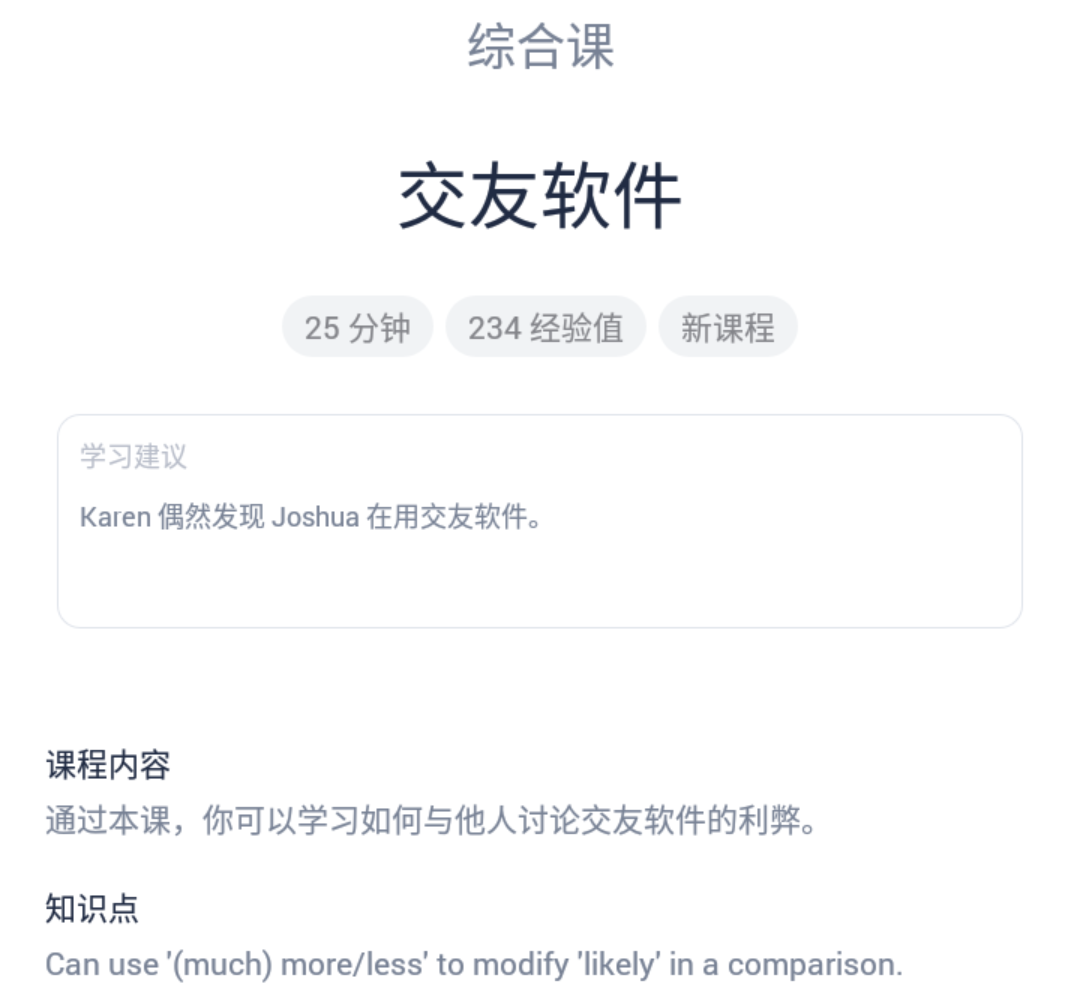 综合课
交友软件
25 分钟
234 经验值
新课程
学习建议
Karen 偶然发现 Joshua 在用交友软件。
课程内容
通过本课，你可以学习如何与他人讨论交友软件的利弊。
知识点
Can use '(much) more/less' to modify 'likely' in a comparison.